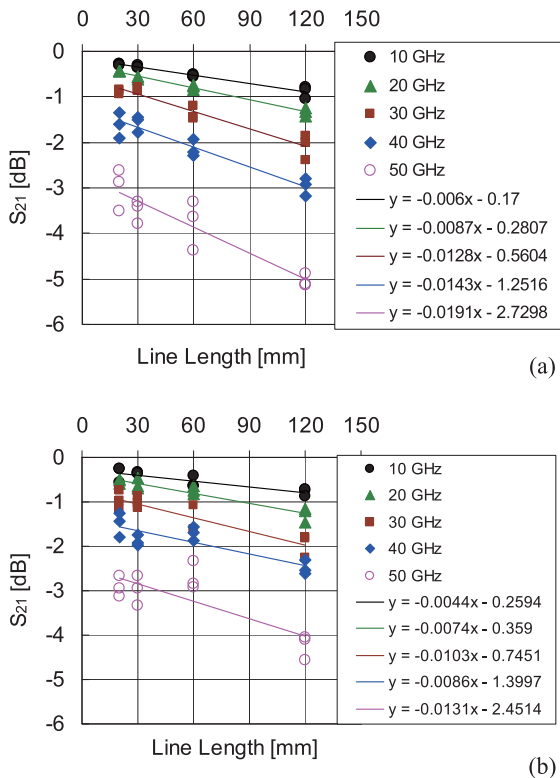 0 30 60 90 120 150
0
-1
-2
-3
-4
-5
-6
S21 [dB]
10 GHz
20 GHz
30 GHz
40 GHz
50 GHz
y = -0.006x - 0.17
y = -0.0087x - 0.2807
y = -0.0128x - 0.5604
y = -0.0143x - 1.2516
y = -0.0191x - 2.7298
Line Length [mm]
(a)
0 30 60 90 120 150
0
-1
-2
-3
-4
-5
-6
S21 [dB]
10 GHz
20 GHz
30 GHz
40 GHz
50 GHz
y = -0.0044x - 0.2594
y = -0.0074x - 0.359
y = -0.0103x - 0.7451
y = -0.0086x - 1.3997
y = -0.0131x - 2.4514
Line Length [mm]
(b)